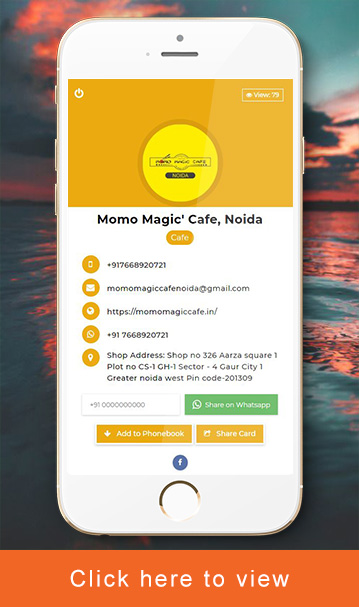 View: 79
MOMO MAGIC CAFE
NOIDA
Momo Magic' Cafe, Noida
Cafe
+917668920721
momomagiccafenoida@gmail.com
https://momomagiccafe.in/
+91 7668920721
Shop Address: Shop no 326 Aarza square 1
Plot no CS-1 GH-1 Sector - 4 Gaur City 1
Greater noida west Pin code-201309
+91 0000000000
Share on Whatsapp
Add to Phonebook
Share Card
Click here to view